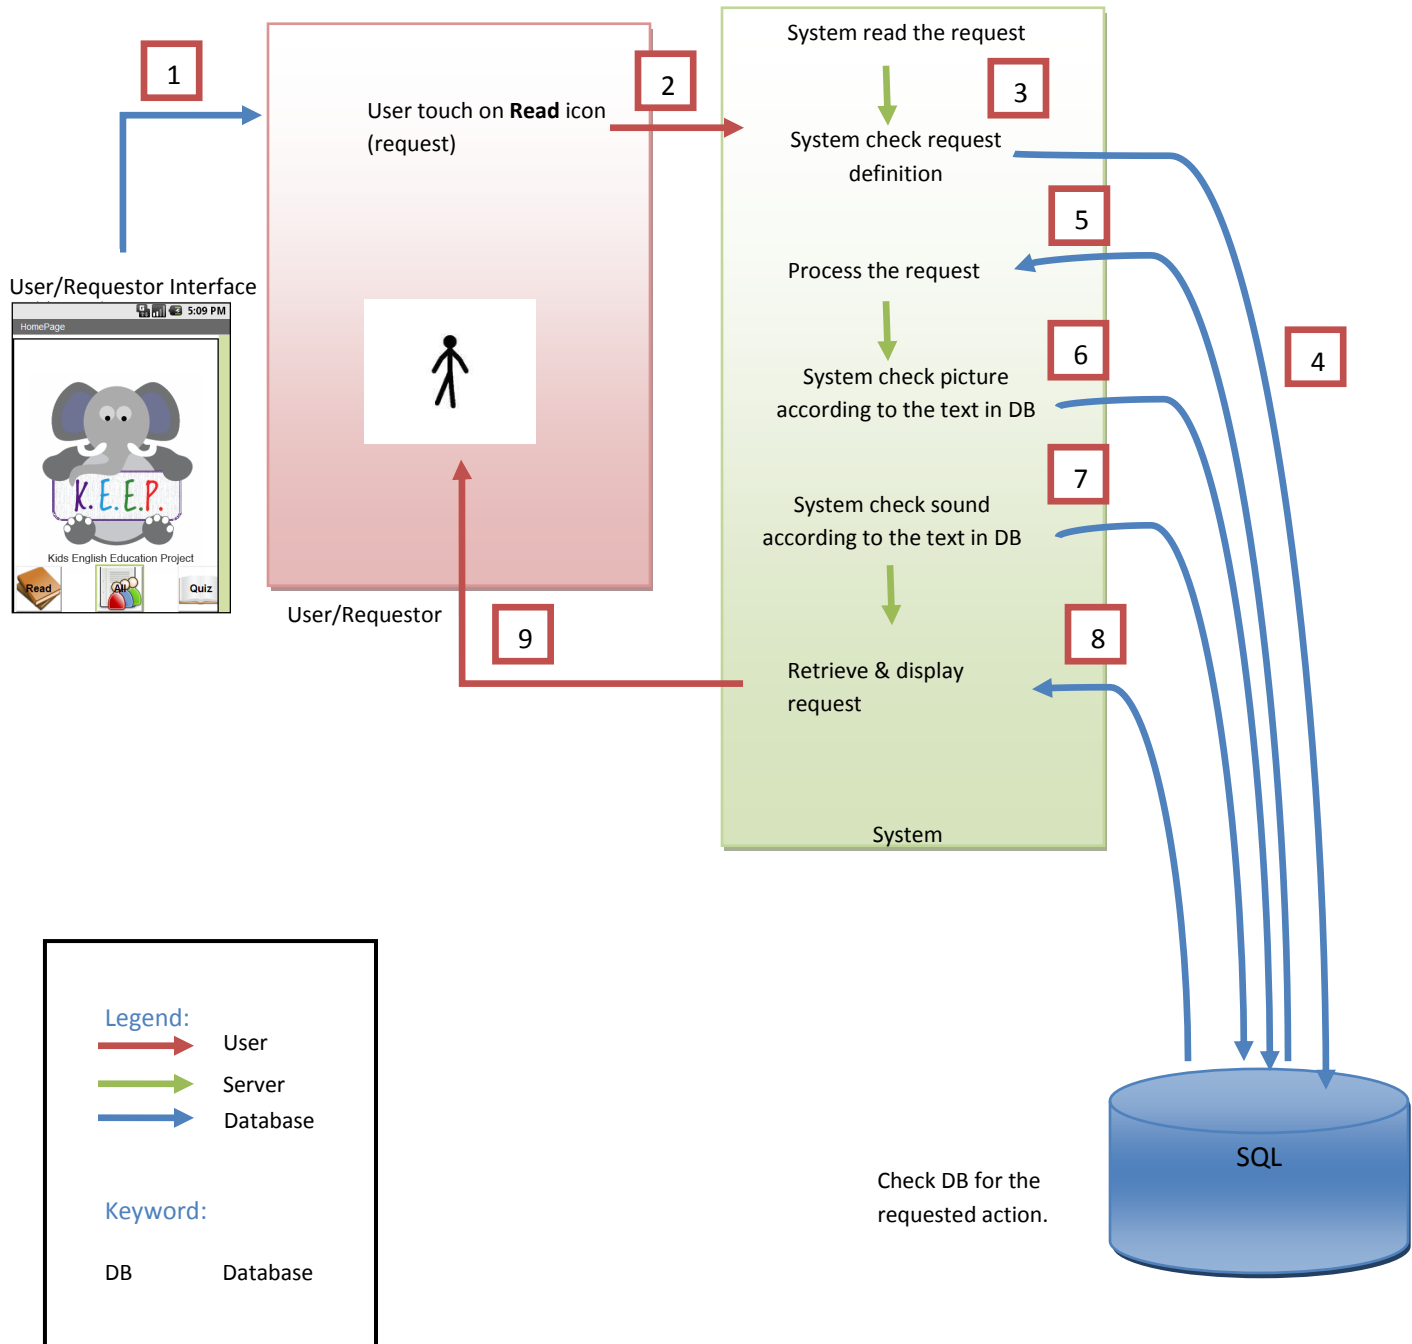 1
2
System read the request
3
User touch on Read icon
(request)
System check request
definition
5
Process the request
User/Requestor Interface
5:09 PM
HomePage
4
6
System check picture
according to the text in DB
K.E.E.P.
7
System check sound
according to the text in DB
Kids English Education Project
Read
All
Quiz
User/Requestor
9
8
Retrieve & display
request
System
Legend:
User
Server
Database
SQL
Check DB for the
requested action.
Keyword:
DB Database